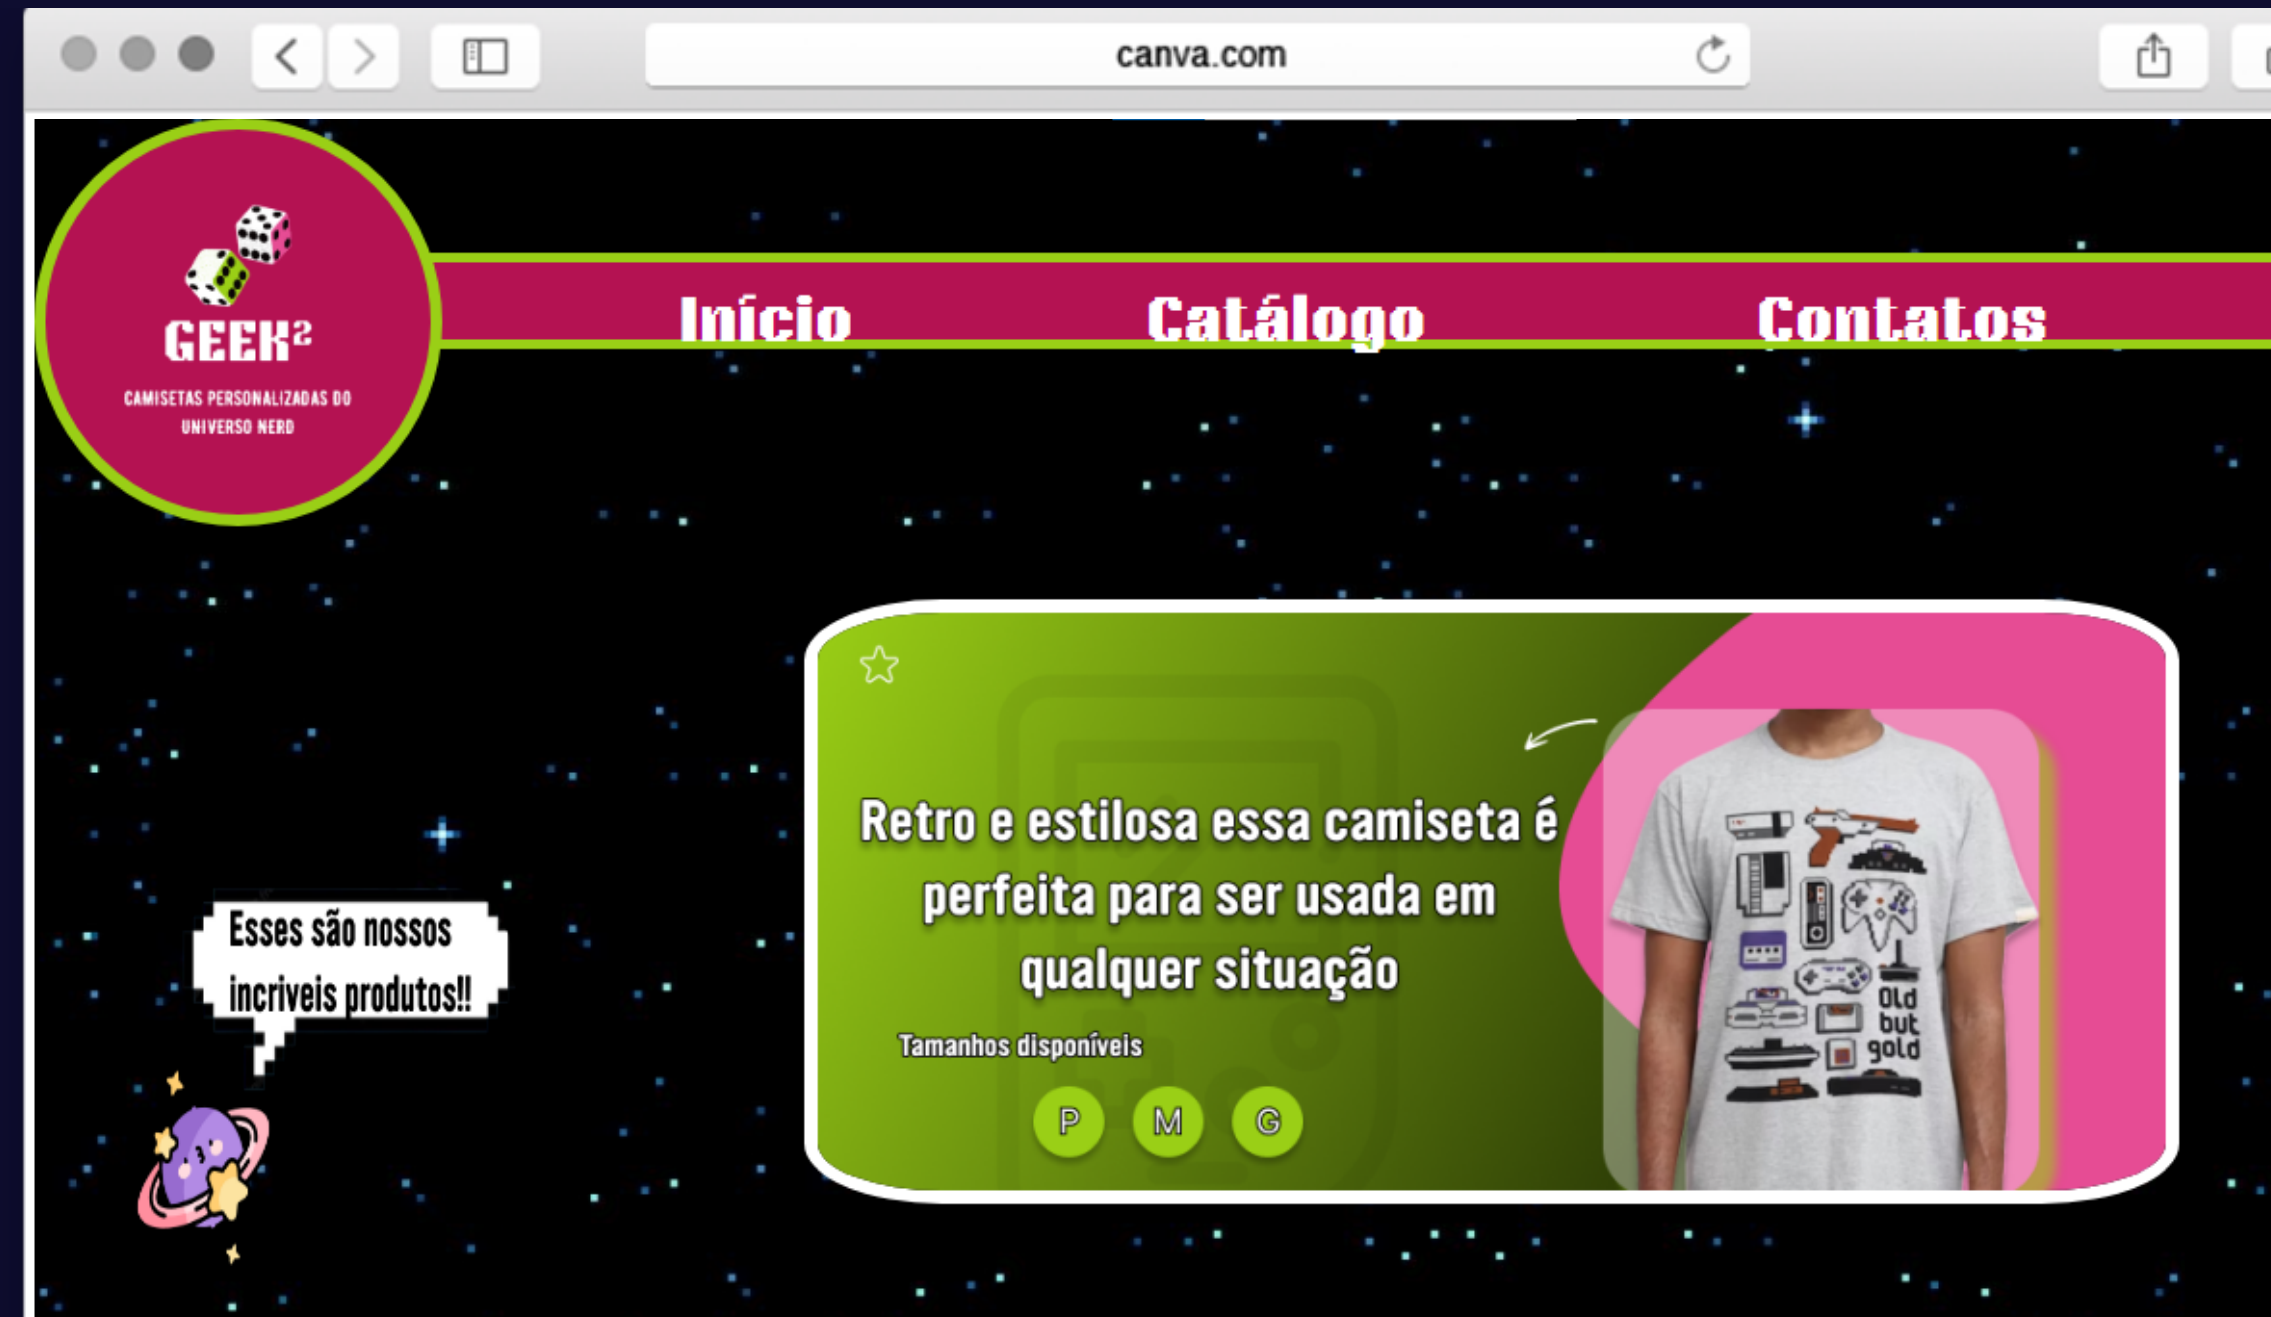 canva.com
GEEK²
CAMISETAS PERSONALIZADAS DO
UNIVERSO NERD
Início
Catálogo
Contatos
Retro e estilosa essa camiseta é
perfeita para ser usada em
qualquer situação
Tamanhos disponíveis
P M G
Old
but
gold
Esses são nossos
incriveis produtos!!